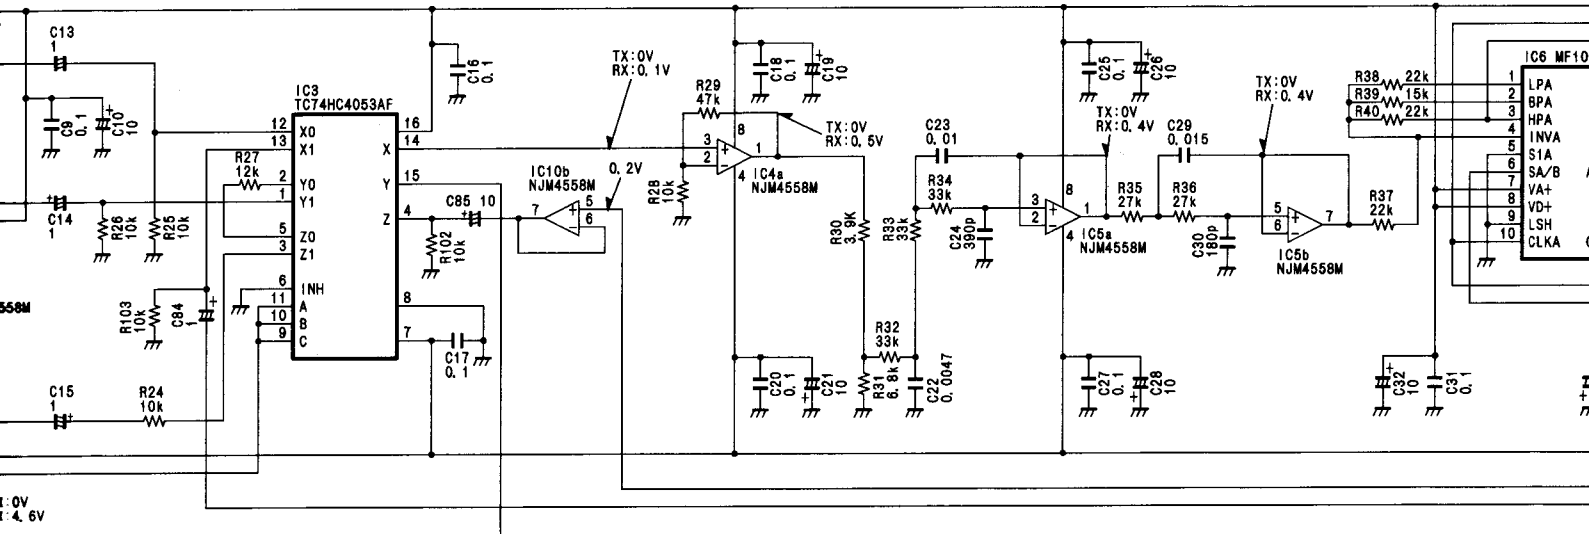 C13
1
C9
0.1
C10
10
C14
1
R26
10k
R25
10k
R27
12k
558M
R103
10k
C84
1
C15
1
R24
10k
:0V
:4.6V
IC3
TC74HC4053AF
12
13
2
1
5
3
6
11
10
9
X0
X1
Y0
Y1
Z0
Z1
INH
A
B
C
X
Y
Z
16
14
15
4
8
7
C16
0.1
C17
0.1
R102
10k
C85 10
IC10b
NJM4558M
7
5
6
0.2V
TX:0V
RX:0.1V
R29
47k
R28
10k
3
2
8
1
4
IC4a
NJM4558M
C18
0.1
C19
10
TX:0V
RX:0.5V
C20
0.1
C21
10
R30
3.9K
R31
6.8k
R32
33k
R33
33k
C22
0.0047
C23
0.01
R34
33k
C24
390p
3
2
8
1
4
IC5a
NJM4558M
C25
0.1
C26
10
TX:0V
RX:0.4V
C27
0.1
C28
10
R35
27k
R36
27k
C29
0.015
C30
180p
TX:0V
RX:0.4V
5
6
7
IC5b
NJM4558M
R37
22k
R38 22k
R39 15k
R40 22k
C32
10
C31
0.1
IC6 MF10
1 LPA
2 BPA
3 HPA
4 INVA
5 S1A
6 SA/B
7 VA+
8 VD+
9 LSH
10 CLKA